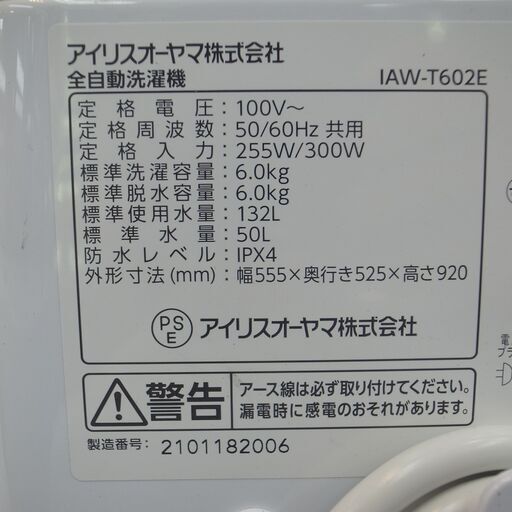 アイリスオーヤマ株式会社
全自動洗濯機 IAW-T602E
定格電圧:100V～
定格周波数:50/60Hz 共用
定格入力:255W/300W
標準洗濯容量:6.0kg
標準脱水容量:6.0kg
標準使用水量:132L
標準水量:50L
防水レベル:IPX4
外形寸法(mm):幅555×奥行き525×高さ920
PS
E アイリスオーヤマ株式会社
警告 アース線は必ず取り付けてください。
漏電時に感電のおそれがあります。
製造番号: 2101182006
電
プラ